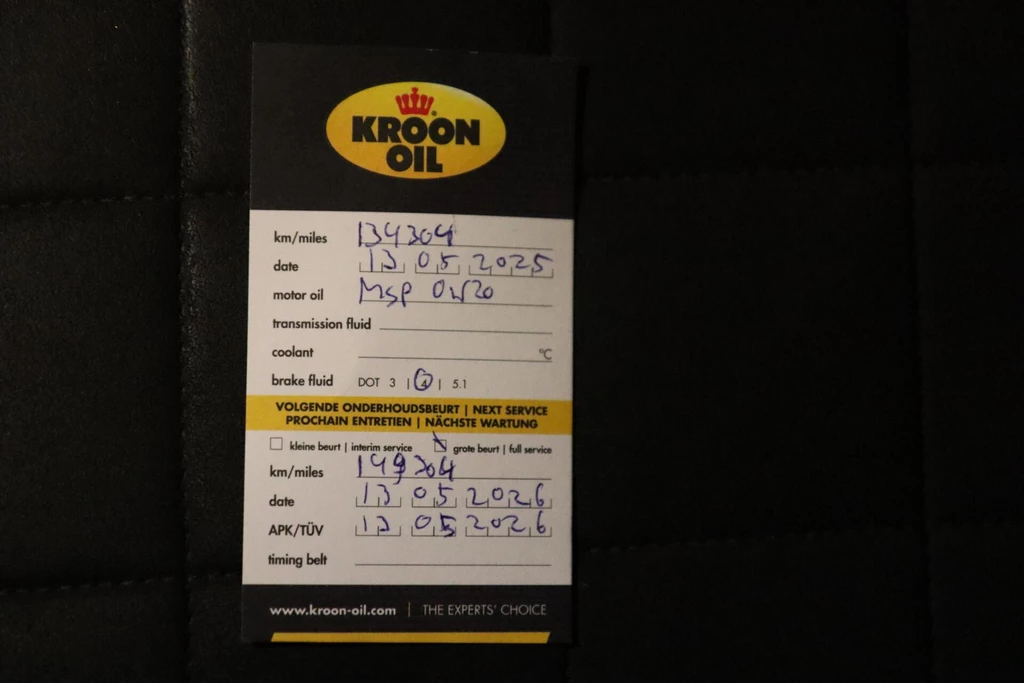 KROON
OIL
km/miles 134304
date 13 05 2025
motor oil MSP 0W20
transmission fluid
coolant °C
brake fluid DOT 3 | 4 | 5.1
VOLGENDE ONDERHOUDSBEURT | NEXT SERVICE
PROCHAIN ENTRETIEN | NÄCHSTE WARTUNG
kleine beurt | interim service grote beurt | full service
km/miles 149304
date 13 05 2026
APK/TÜV 13 05 2026
timing belt
www.kroon-oil.com | THE EXPERTS' CHOICE